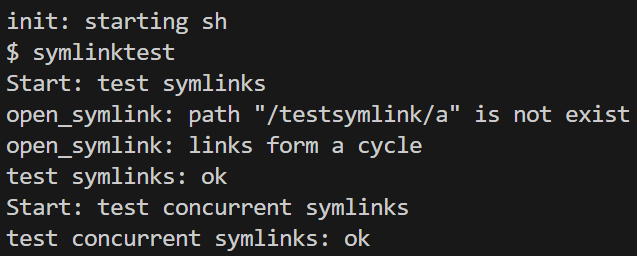 init: starting sh
$ symlinktest
Start: test symlinks
open_symlink: path "/testsymlink/a" is not exist
open_symlink: links form a cycle
test symlinks: ok
Start: test concurrent symlinks
test concurrent symlinks: ok